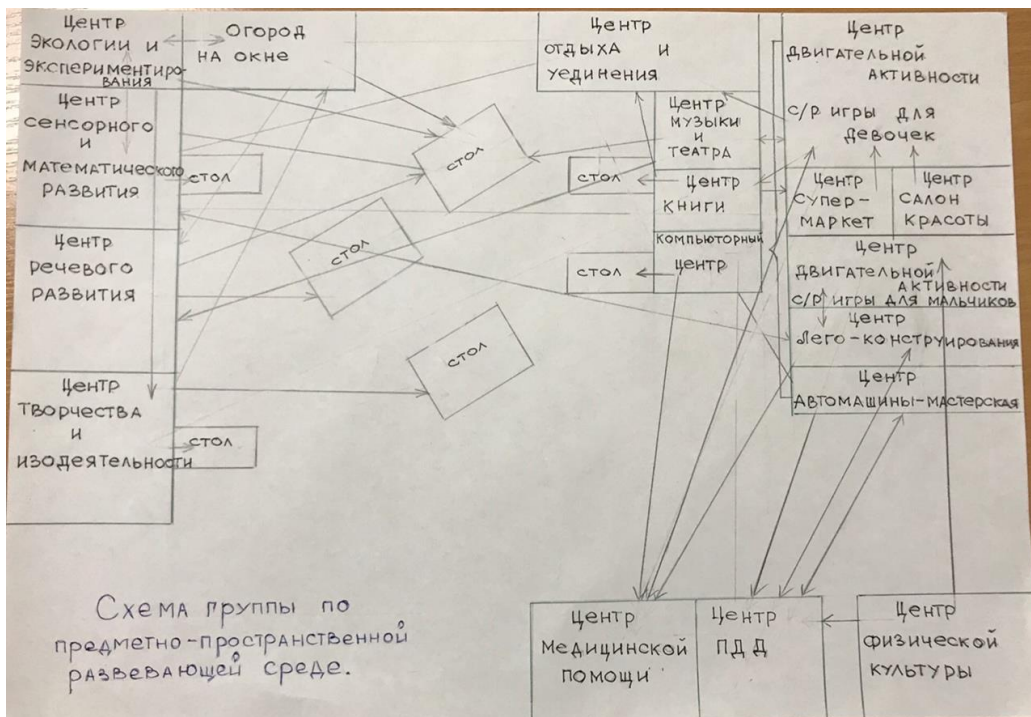 Центр
экологии и
экспериментиро-
вания
Огород
на окне
Центр
отдыха и
уединения
Центр
двигательной
активности
с/р игры для
девочек
Центр
сенсорного
и
математического
развития
стол
стол
стол
Центр
музыки
и
театра
Центр
книги
Центр
супер-
маркет
Центр
салон
красоты
Центр
речевого
развития
стол
стол
Компьютерный
центр
Центр
двигательной
активности
с/р игры для мальчиков
Центр
Лего-конструирования
стол
Центр
автомашины-мастерская
Центр
творчества
и
изодеятельности
стол
Схема группы по
предметно-пространственной
развевающей среде.
Центр
медицинской
помощи
Центр
ПДД
Центр
физической
культуры